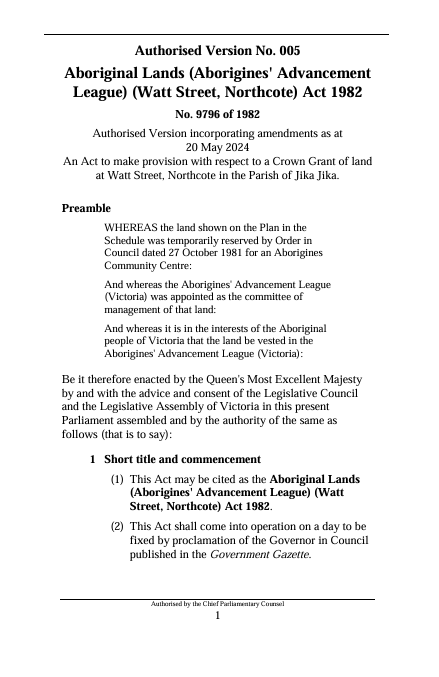 Authorised Version No. 005
Aboriginal Lands (Aborigines' Advancement
League) (Watt Street, Northcote) Act 1982
No. 9796 of 1982
Authorised Version incorporating amendments as at
20 May 2024
An Act to make provision with respect to a Crown Grant of land
at Watt Street, Northcote in the Parish of Jika Jika.
Preamble
WHEREAS the land shown on the Plan in the
Schedule was temporarily reserved by Order in
Council dated 27 October 1981 for an Aborigines
Community Centre:
And whereas the Aborigines' Advancement League
(Victoria) was appointed as the committee of
management of that land:
And whereas it is in the interests of the Aboriginal
people of Victoria that the land be vested in the
Aborigines' Advancement League (Victoria):
Be it therefore enacted by the Queen's Most Excellent Majesty
by and with the advice and consent of the Legislative Council
and the Legislative Assembly of Victoria in this present
Parliament assembled and by the authority of the same as
follows (that is to say):
1 Short title and commencement
(1) This Act may be cited as the Aboriginal Lands
(Aborigines' Advancement League) (Watt
Street, Northcote) Act 1982.
(2) This Act shall come into operation on a day to be
fixed by proclamation of the Governor in Council
published in the Government Gazette.
Authorised by the Chief Parliamentary Counsel
1